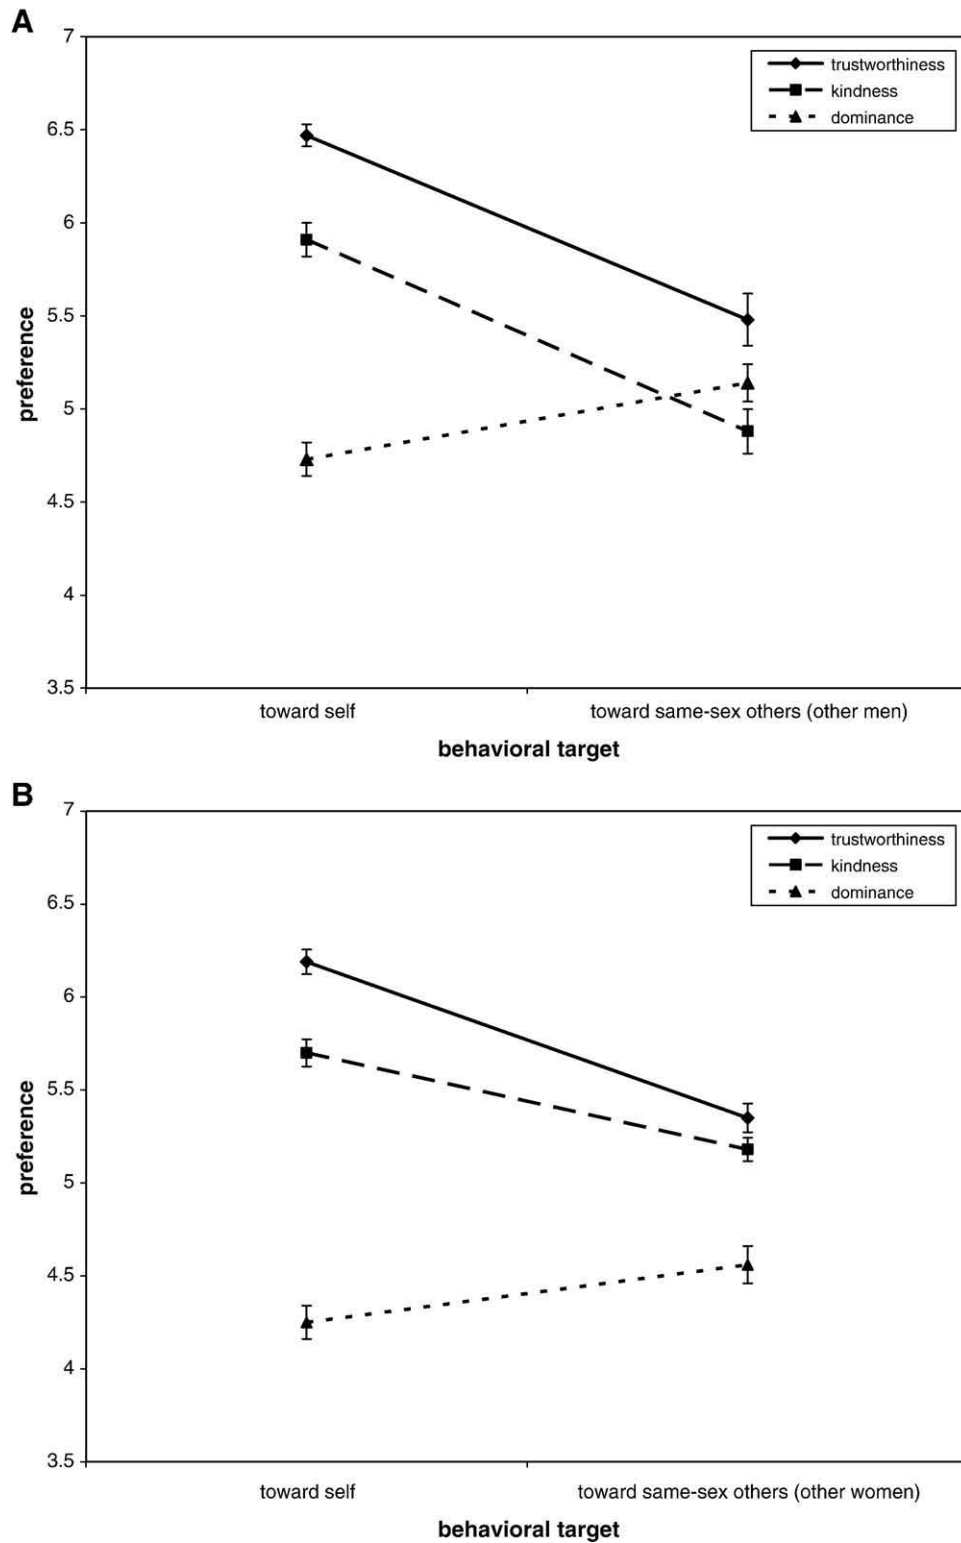 A
7
trustworthiness
kindness
dominance
6.5
6
5.5
preference
5
4.5
4
3.5
toward self
toward same-sex others (other men)
behavioral target
B
7
trustworthiness
kindness
dominance
6.5
6
5.5
preference
5
4.5
4
3.5
toward self
toward same-sex others (other women)
behavioral target